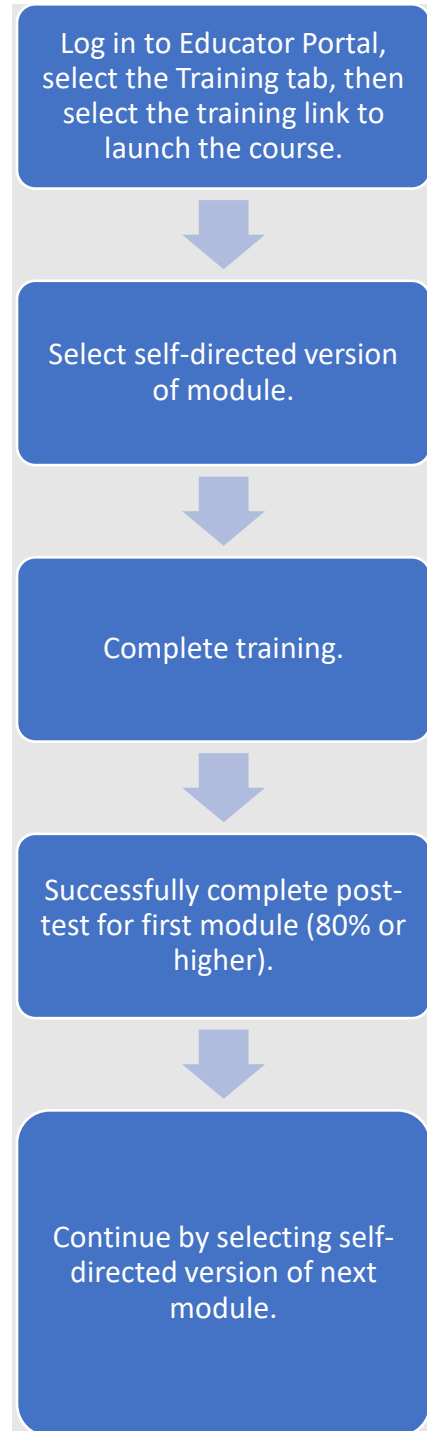 Log in to Educator Portal,
select the Training tab, then
select the training link to
launch the course.
Select self-directed version
of module.
Complete training.
Successfully complete post-
test for first module (80% or
higher).
Continue by selecting self-
directed version of next
module.